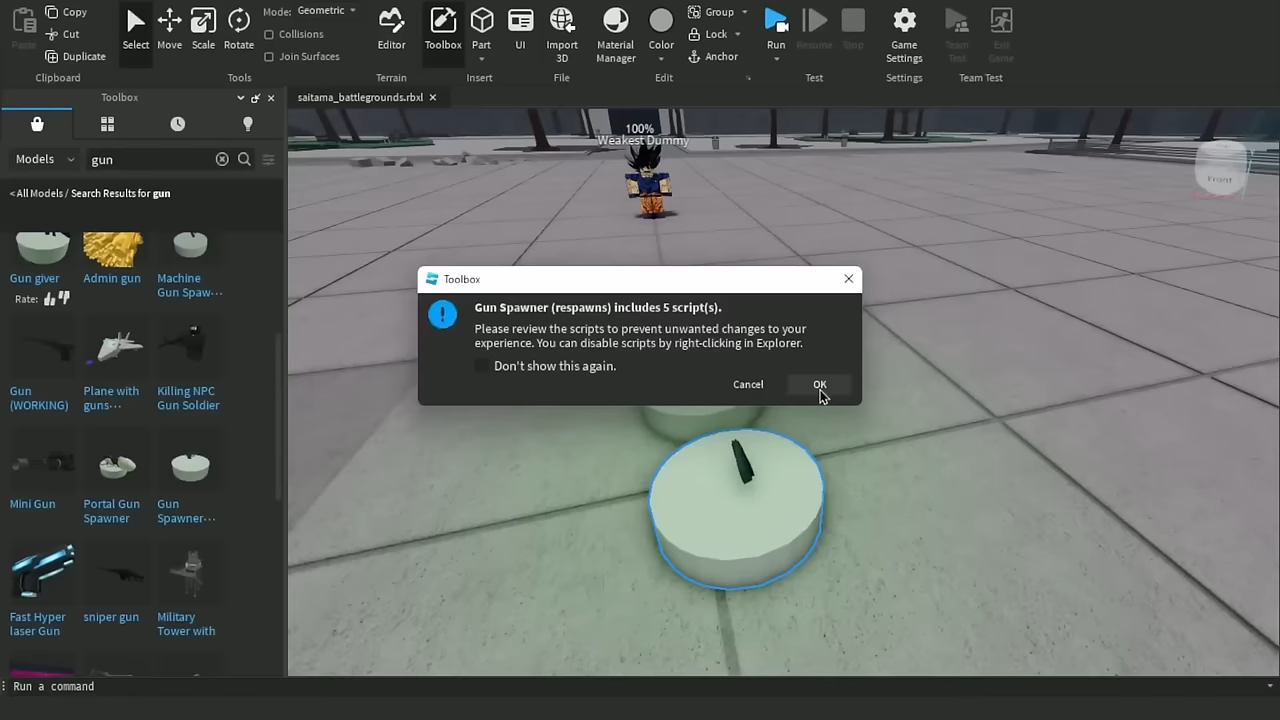 Paste
Copy
Cut
Duplicate
Clipboard
Select
Move
Scale
Rotate
Mode: Geometric
Collisions
Join Surfaces
Tools
Editor
Terrain
Toolbox
Part
UI
Insert
Import
3D
File
Material
Manager
Color
Group
Lock
Anchor
Edit
Run
Resume
Stop
Test
Game
Settings
Settings
Team
Test
Exit
Game
Team Test
Toolbox
saitama_battlegrounds.rbxl
Models
gun
< All Models / Search Results for gun
Gun giver
Rate:
Admin gun
Machine
Gun Spaw...
Gun
(WORKING)
Plane with
guns...
Killing NPC
Gun Soldier
Mini Gun
Portal Gun
Spawner
Gun
Spawner...
Fast Hyper
laser Gun
sniper gun
Military
Tower with
100%
Weakest Dummy
Front
Toolbox
Gun Spawner (respawns) includes 5 script(s).
Please review the scripts to prevent unwanted changes to your
experience. You can disable scripts by right-clicking in Explorer.
Don't show this again.
Cancel
OK
Run a command